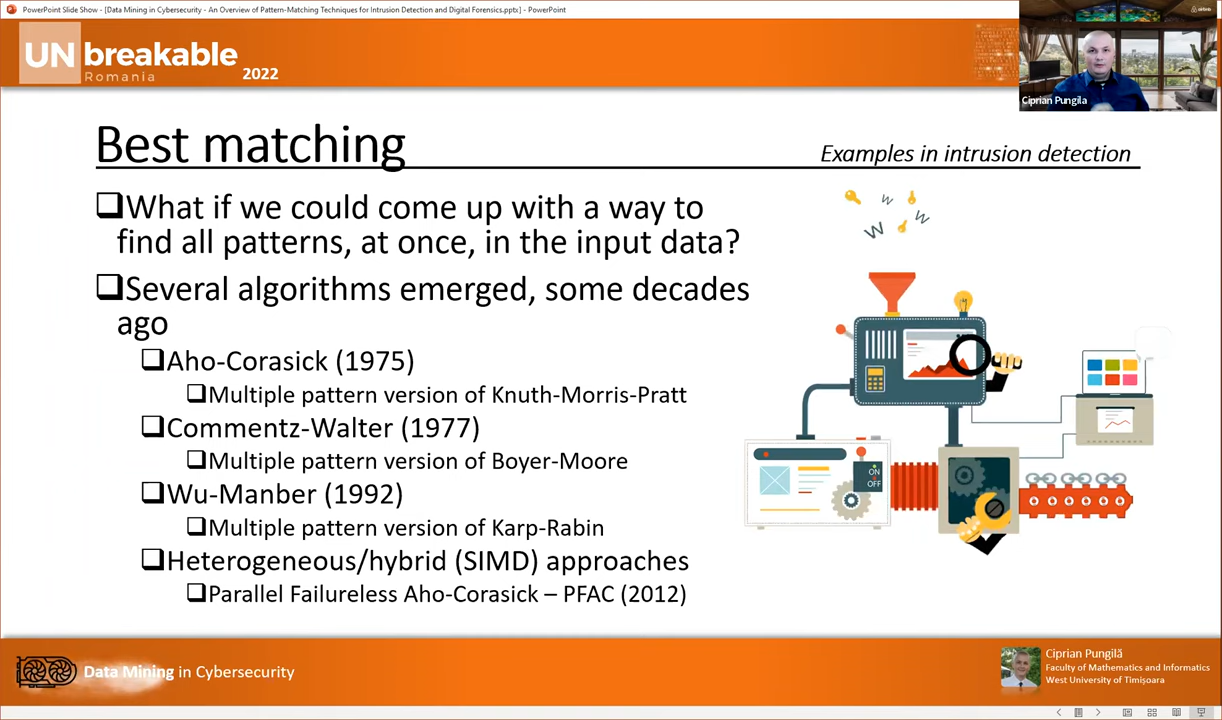 PowerPoint Slide Show - [Data Mining in Cybersecurity - An Overview of Pattern-Matching Techniques for Intrusion Detection and Digital Forensics.pptx] - PowerPoint
UNbreakable
Romania
2022
Ciprian Pungila
Best matching
Examples in intrusion detection
What if we could come up with a way to
find all patterns, at once, in the input data?
Several algorithms emerged, some decades
ago
Aho-Corasick (1975)
Multiple pattern version of Knuth-Morris-Pratt
Commentz-Walter (1977)
Multiple pattern version of Boyer-Moore
Wu-Manber (1992)
Multiple pattern version of Karp-Rabin
Heterogeneous/hybrid (SIMD) approaches
Parallel Failureless Aho-Corasick – PFAC (2012)
W
W
W
ON
OFF
Data Mining in Cybersecurity
Ciprian Pungilă
Faculty of Mathematics and Informatics
West University of Timișoara